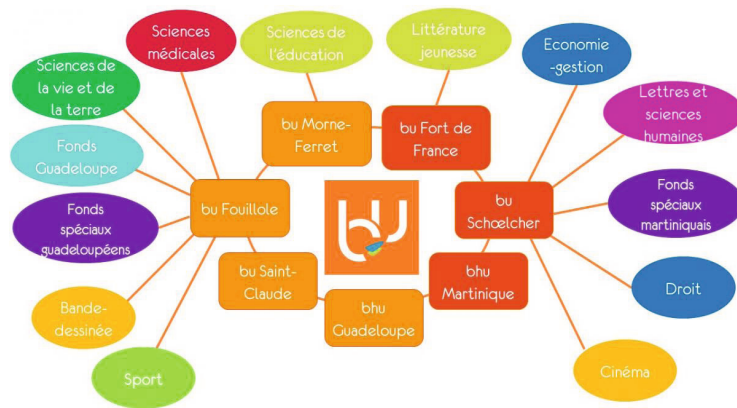 Sciences
médicales
Sciences de
l'éducation
Littérature
jeunesse
Economie
-gestion
Sciences de
la vie et de
la terre
Lettres et
sciences
humaines
Fonds
Guadeloupe
bu Morne-
Ferret
bu Fort de
France
Fonds
spéciaux
guadeloupéens
bu Fouillole
bu
Schœlcher
Fonds
spéciaux
martiniquais
bu Saint-
Claude
bhu
Martinique
bhu
Guadeloupe
Droit
Bande-
dessinée
Sport
Cinéma
bu